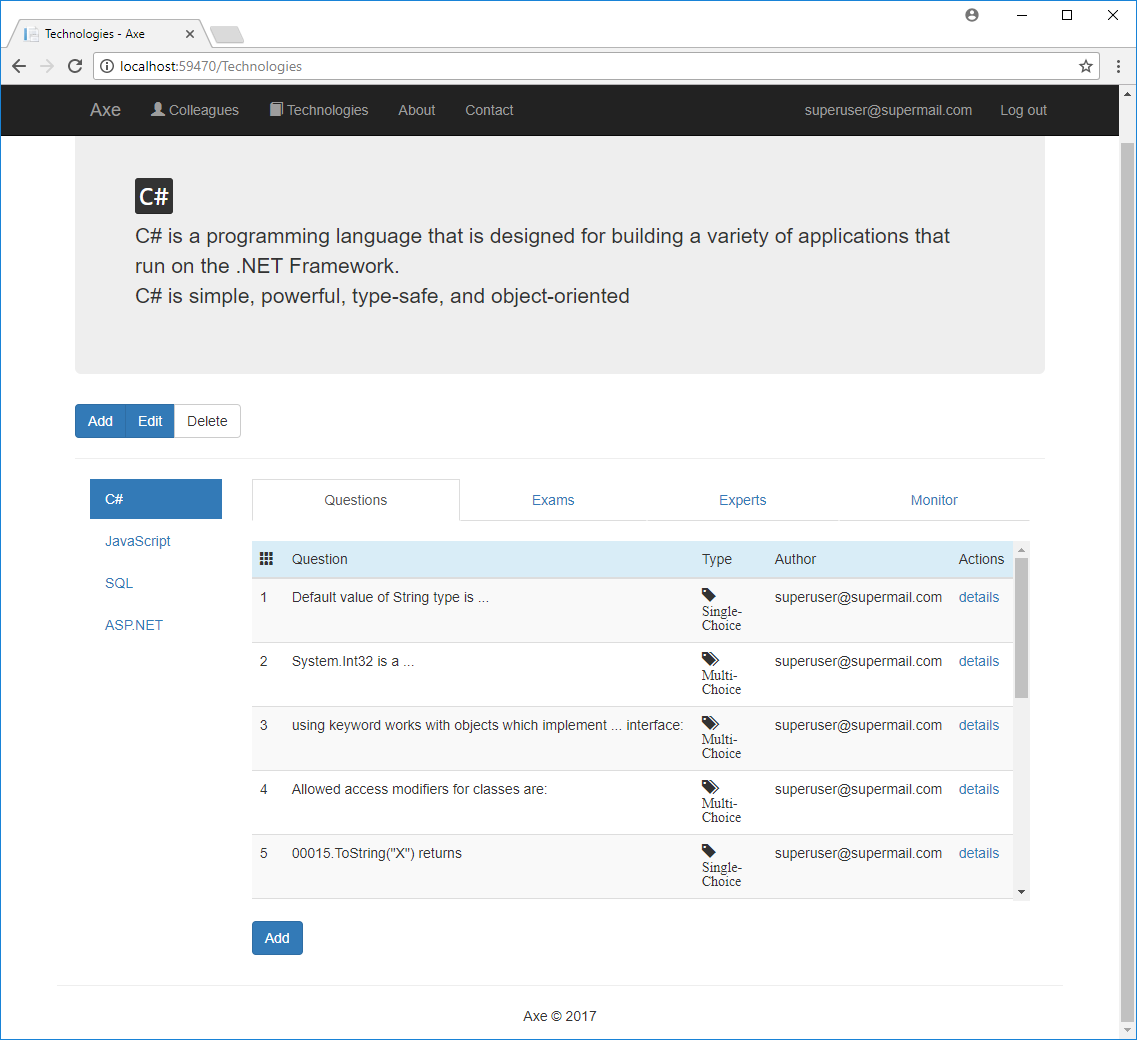 Technologies - Axe
localhost:59470/Technologies
Axe Colleagues Technologies About Contact superuser@supermail.com Log out
C#
C# is a programming language that is designed for building a variety of applications that
run on the .NET Framework.
C# is simple, powerful, type-safe, and object-oriented
Add Edit Delete
C#
JavaScript
SQL
ASP.NET
Questions Exams Experts Monitor
Question Type Author Actions
1 Default value of String type is ... Single-
Choice superuser@supermail.com details
2 System.Int32 is a ... Multi-
Choice superuser@supermail.com details
3 using keyword works with objects which implement ... interface: Multi-
Choice superuser@supermail.com details
4 Allowed access modifiers for classes are: Multi-
Choice superuser@supermail.com details
5 00015.ToString("X") returns Single-
Choice superuser@supermail.com details
Add
Axe © 2017